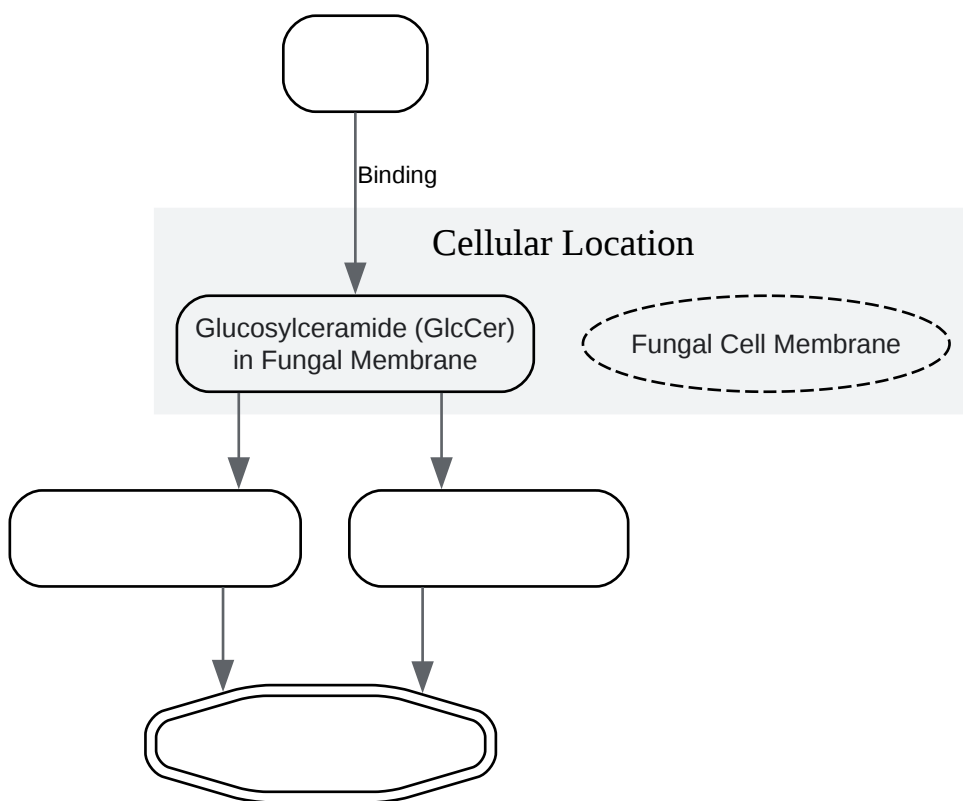 Binding
Cellular Location
Glucosylceramide (GlcCer)
in Fungal Membrane
Fungal Cell Membrane